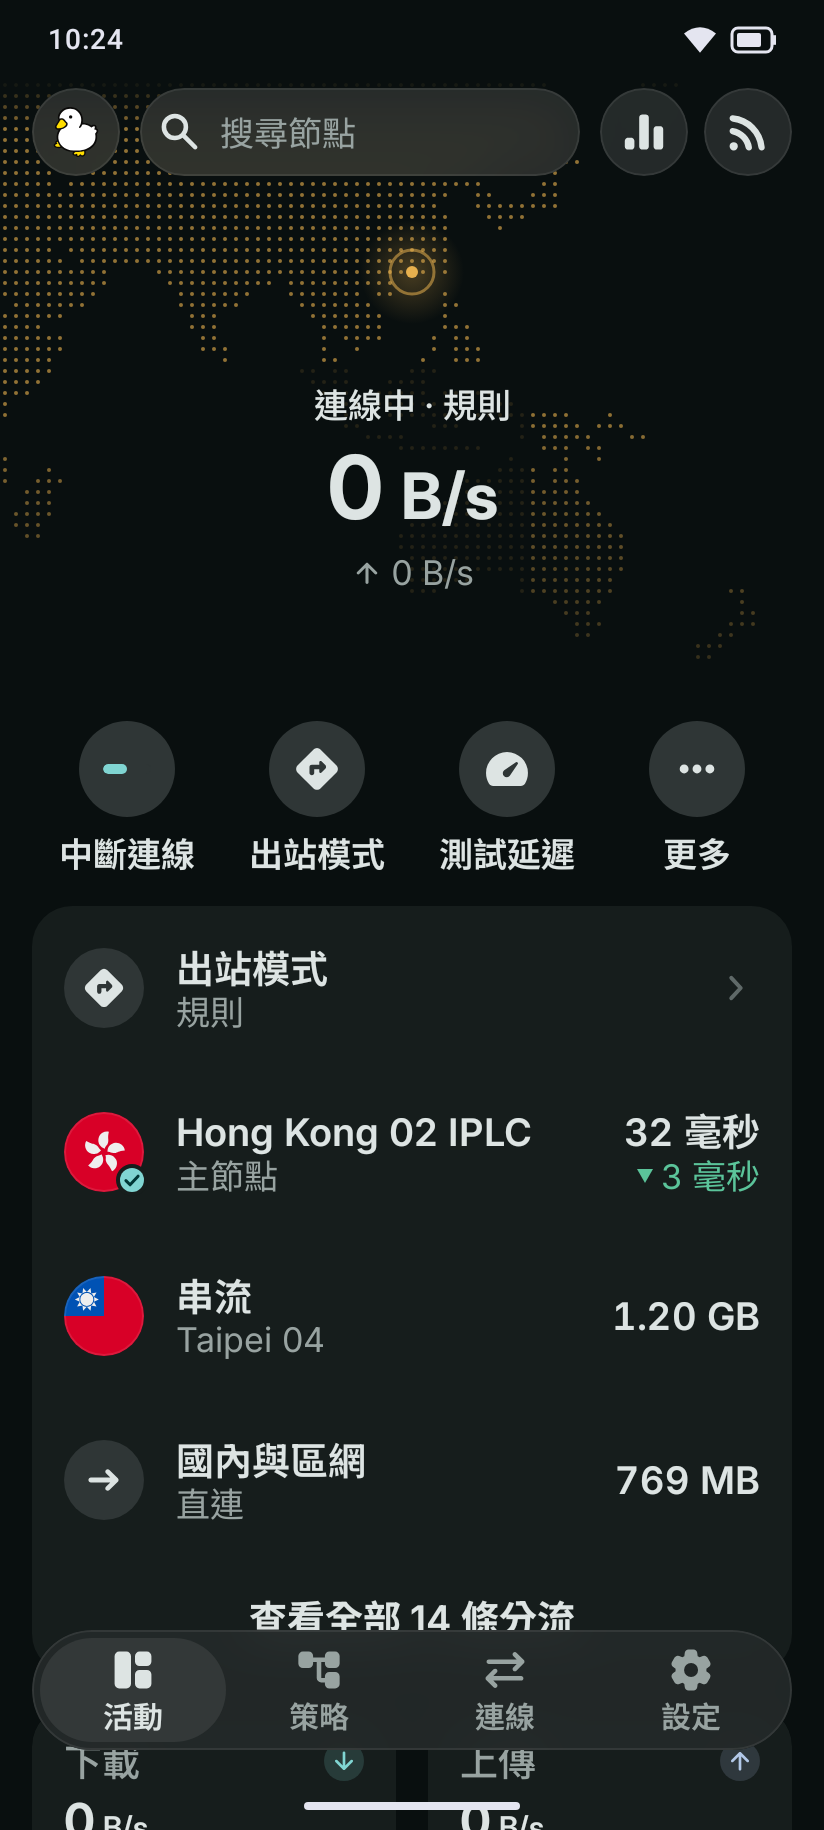 10:24
搜尋節點
連線中 · 規則
0 B/s
↑ 0 B/s
中斷連線
出站模式
測試延遲
更多
出站模式
規則
Hong Kong 02 IPLC
32 毫秒
主節點
▼3 毫秒
串流
1.20 GB
Taipei 04
國內與區網
769 MB
直連
查看全部 14 條分流
活動
策略
連線
設定
下載
上傳
0 B/s
0 B/s